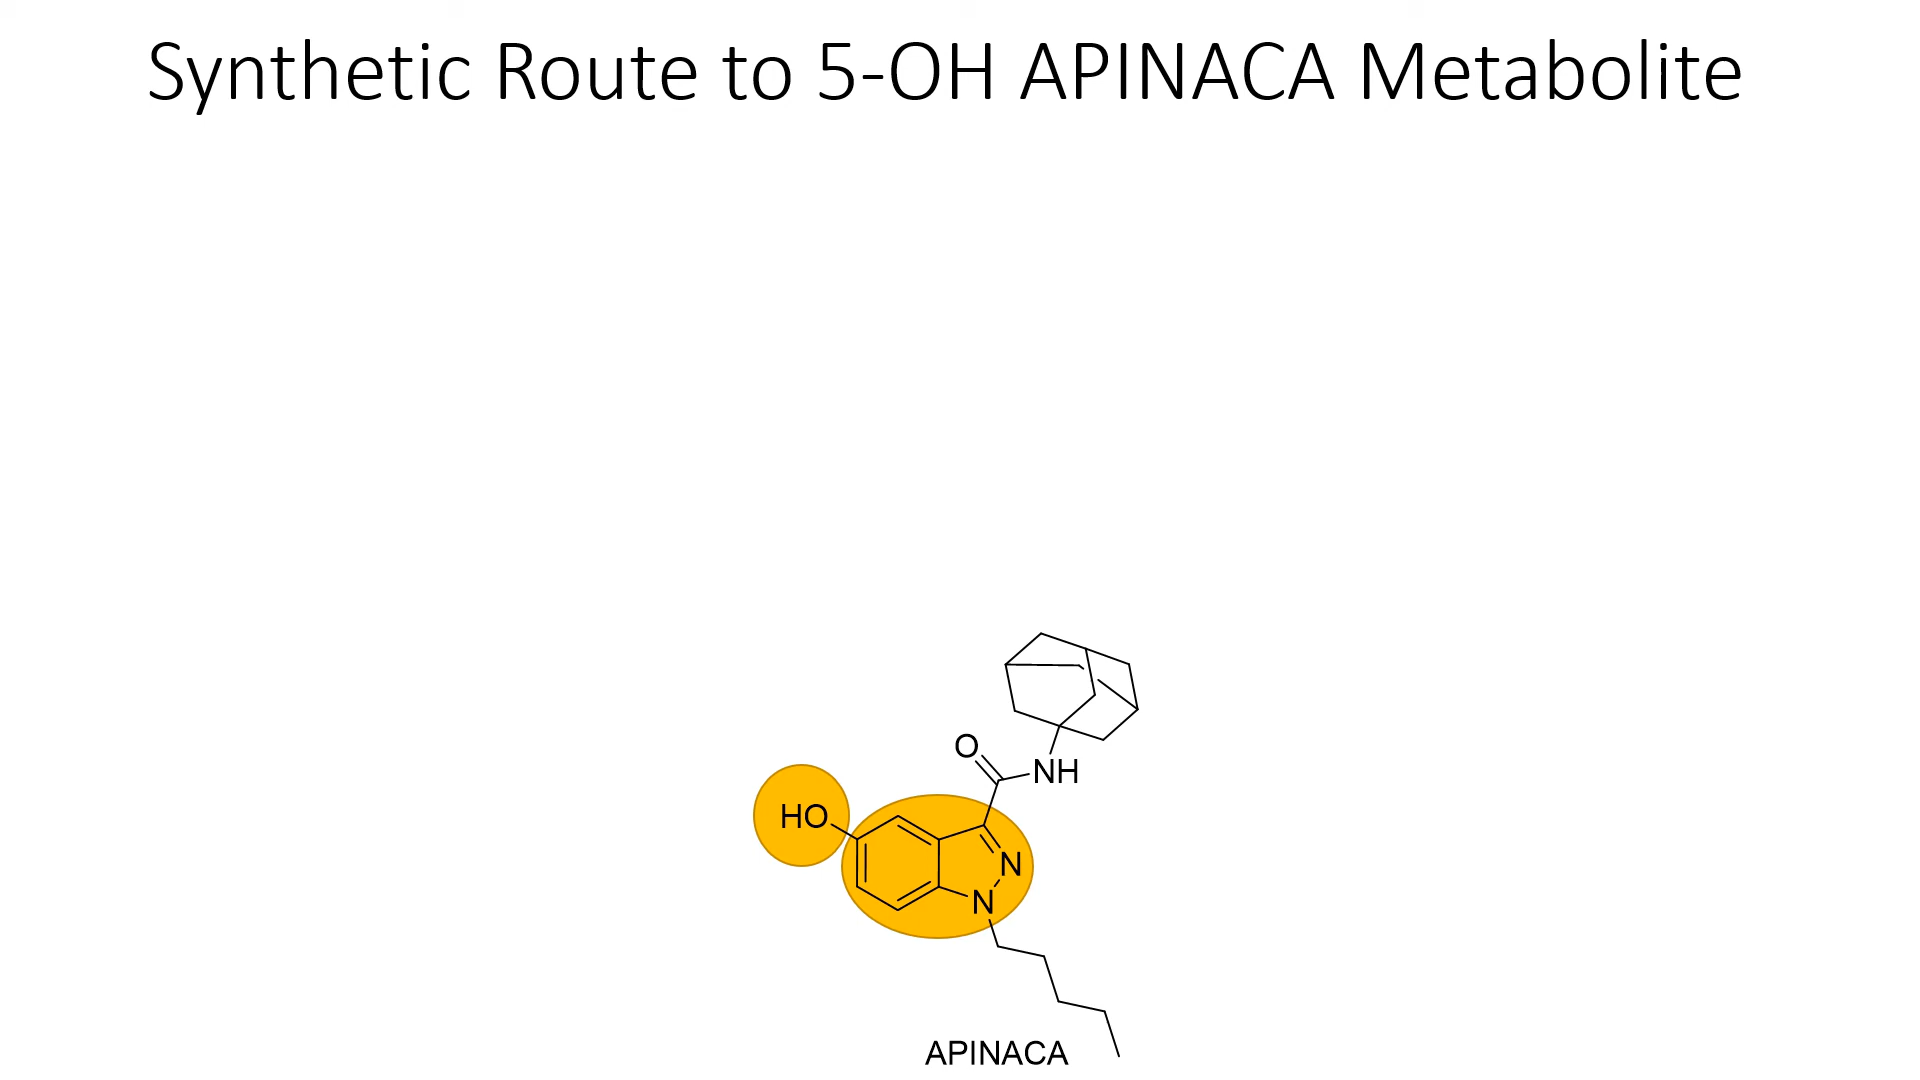 Synthetic Route to 5-OH APINACA Metabolite
O
NH
HO
N
N
APINACA